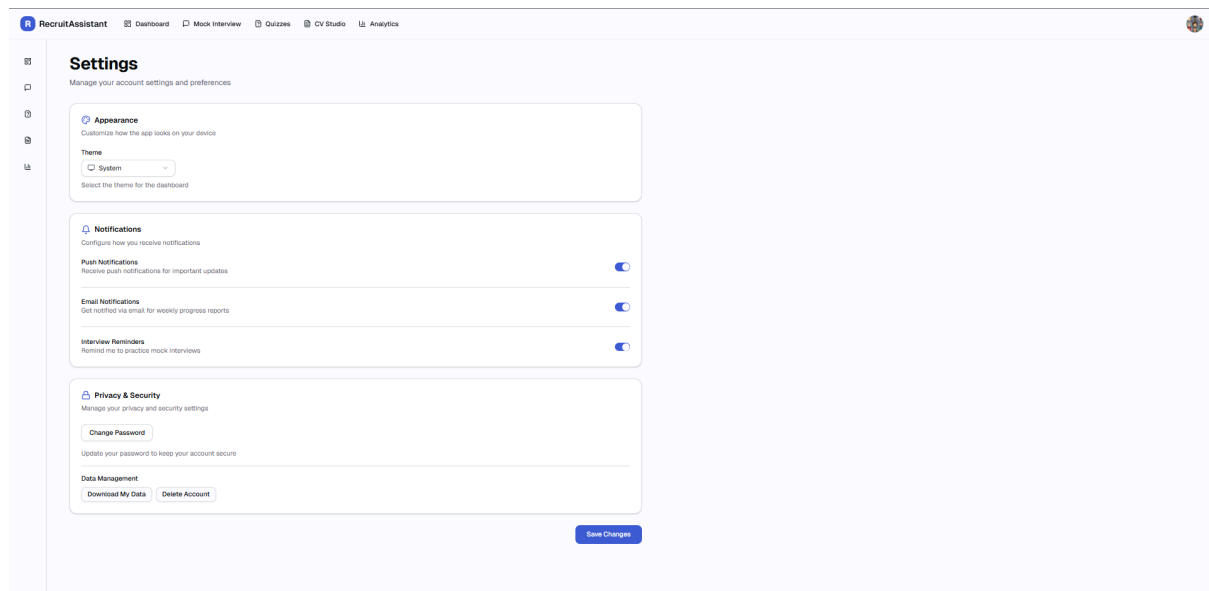 R RecruitAssistant Dashboard Mock Interview Quizzes CV Studio Analytics
Settings
Manage your account settings and preferences
Appearance
Customize how the app looks on your device
Theme
System
Select the theme for the dashboard
Notifications
Configure how you receive notifications
Push Notifications
Receive push notifications for important updates
Email Notifications
Get notified via email for weekly progress reports
Interview Reminders
Remind me to practice mock interviews
Privacy & Security
Manage your privacy and security settings
Change Password
Update your password to keep your account secure
Data Management
Download My Data Delete Account
Save Changes